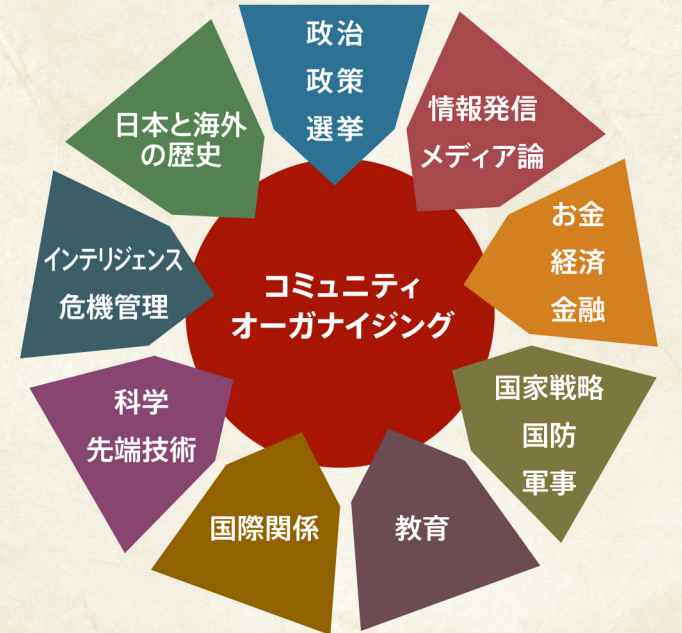 政治
政策
選挙
情報発信
メディア論
お金
経済
金融
国家戦略
国防
軍事
教育
国際関係
科学
先端技術
インテリジェンス
危機管理
日本と海外
の歴史
コミュニティ
オーガナイジング